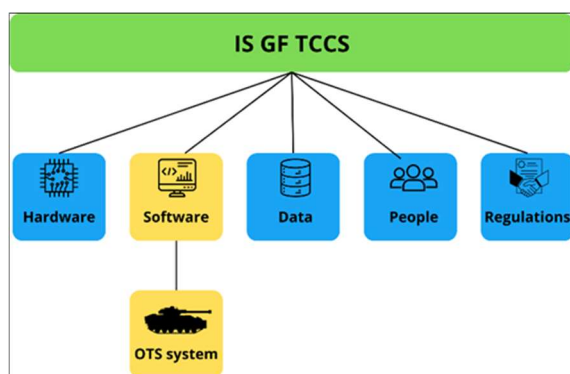 IS GF TCCS
Hardware
</> Software
Data
People
Regulations
OTS system